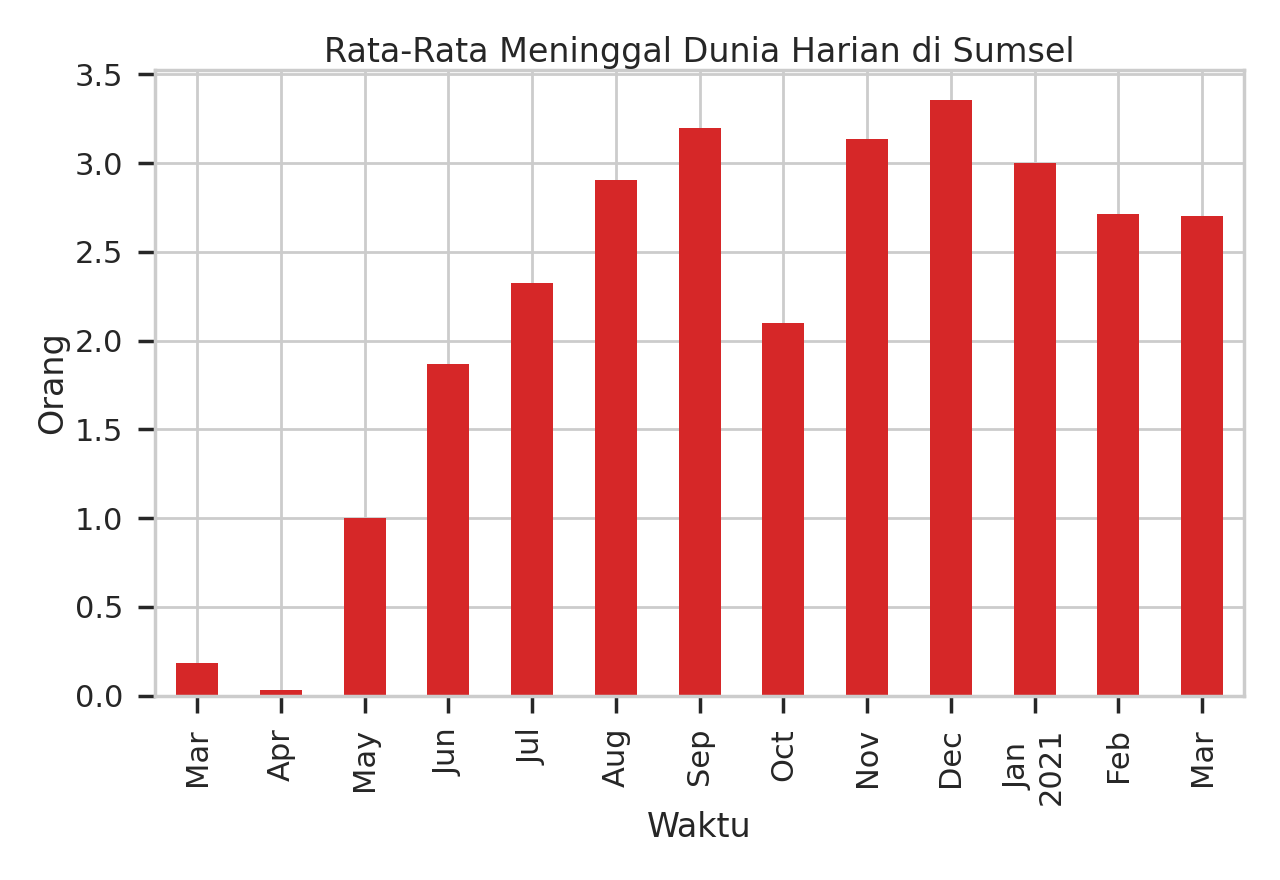 Rata-Rata Meninggal Dunia Harian di Sumsel
3.5
3.0
2.5
2.0
1.5
1.0
0.5
0.0
Orang
Mar
Apr
May
Jun
Jul
Aug
Sep
Oct
Nov
Dec
Jan
2021
Feb
Mar
Waktu